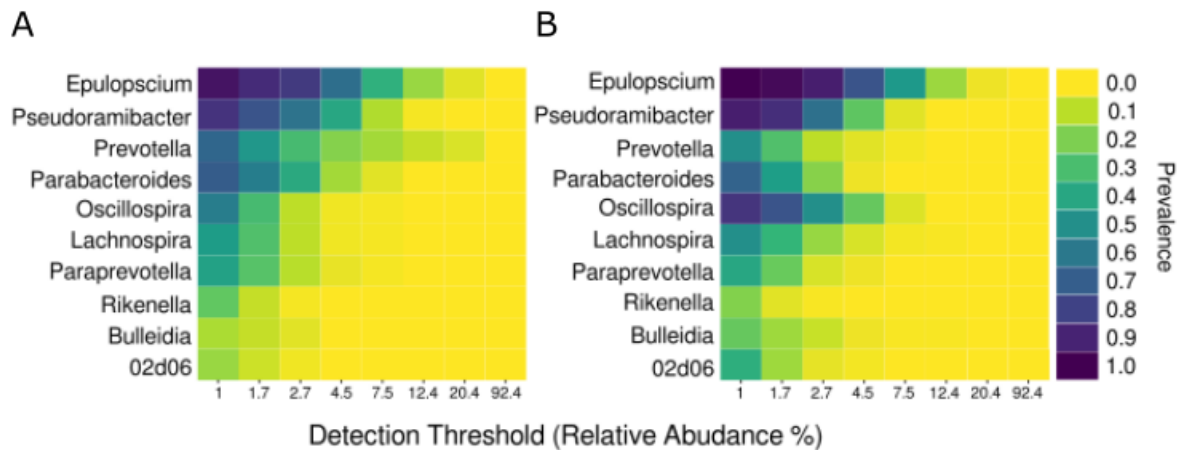 A
B
Epulopscium
Pseudoramibacter
Prevotella
Parabacteroides
Oscillospira
Lachnospira
Paraprevotella
Rikenella
Bulleidia
02d06
1 1.7 2.7 4.5 7.5 12.4 20.4 92.4
Epulopscium
Pseudoramibacter
Prevotella
Parabacteroides
Oscillospira
Lachnospira
Paraprevotella
Rikenella
Bulleidia
02d06
1 1.7 2.7 4.5 7.5 12.4 20.4 92.4
0.0
0.1
0.2
0.3
0.4
0.5
0.6
0.7
0.8
0.9
1.0
Prevalence
Detection Threshold (Relative Abudance %)